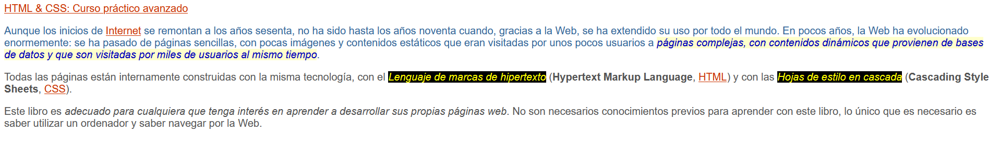 HTML & CSS: Curso práctico avanzado
Aunque los inicios de Internet se remontan a los años sesenta, no ha sido hasta los años noventa cuando, gracias a la Web, se ha extendido su uso por todo el mundo. En pocos años, la Web ha evolucionado
enormemente: se ha pasado de páginas sencillas, con pocas imágenes y contenidos estáticos que eran visitadas por unos pocos usuarios a páginas complejas, con contenidos dinámicos que provienen de bases
de datos y que son visitadas por miles de usuarios al mismo tiempo.
Todas las páginas están internamente construidas con la misma tecnología, con el Lenguaje de marcas de hipertexto (Hypertext Markup Language, HTML) y con las Hojas de estilo en cascada (Cascading Style
Sheets, CSS).
Este libro es adecuado para cualquiera que tenga interés en aprender a desarrollar sus propias páginas web. No son necesarios conocimientos previos para aprender con este libro, lo único que es necesario es
saber utilizar un ordenador y saber navegar por la Web.